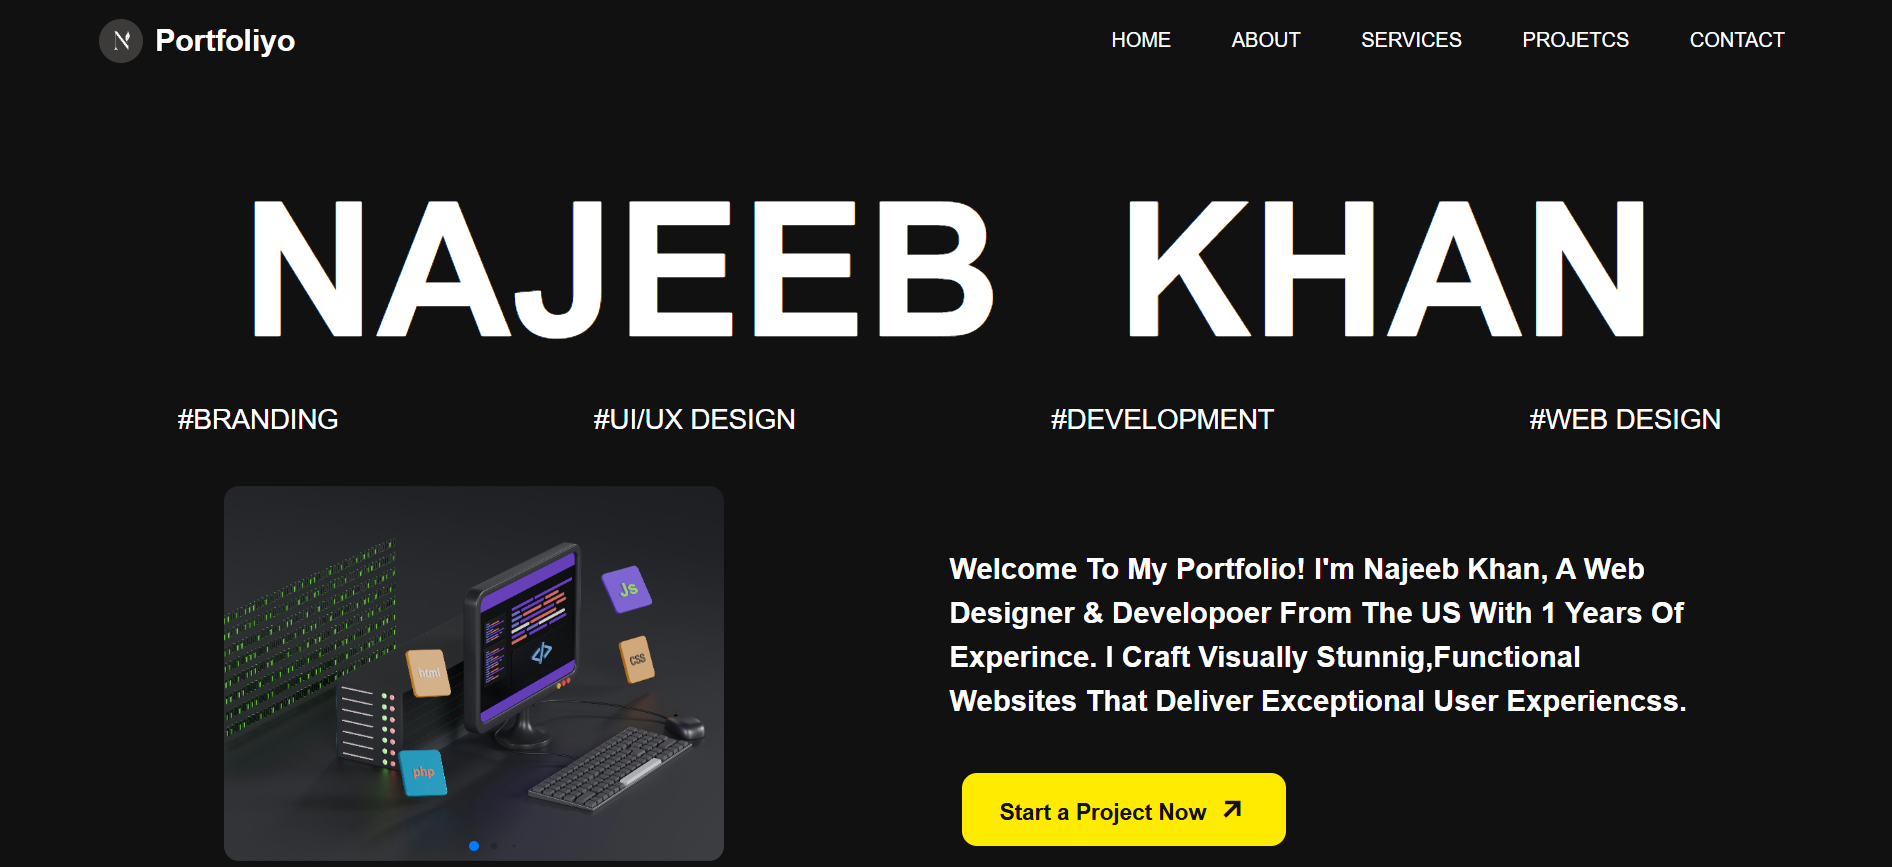 N Portfoliyo
HOME ABOUT SERVICES PROJETCS CONTACT
NAJEEB KHAN
#BRANDING #UI/UX DESIGN #DEVELOPMENT #WEB DESIGN
Js
html
CSS
php
</>
Welcome To My Portfolio! I'm Najeeb Khan, A Web
Designer & Developoer From The US With 1 Years Of
Experince. I Craft Visually Stunnig,Functional
Websites That Deliver Exceptional User Experiencss.
Start a Project Now